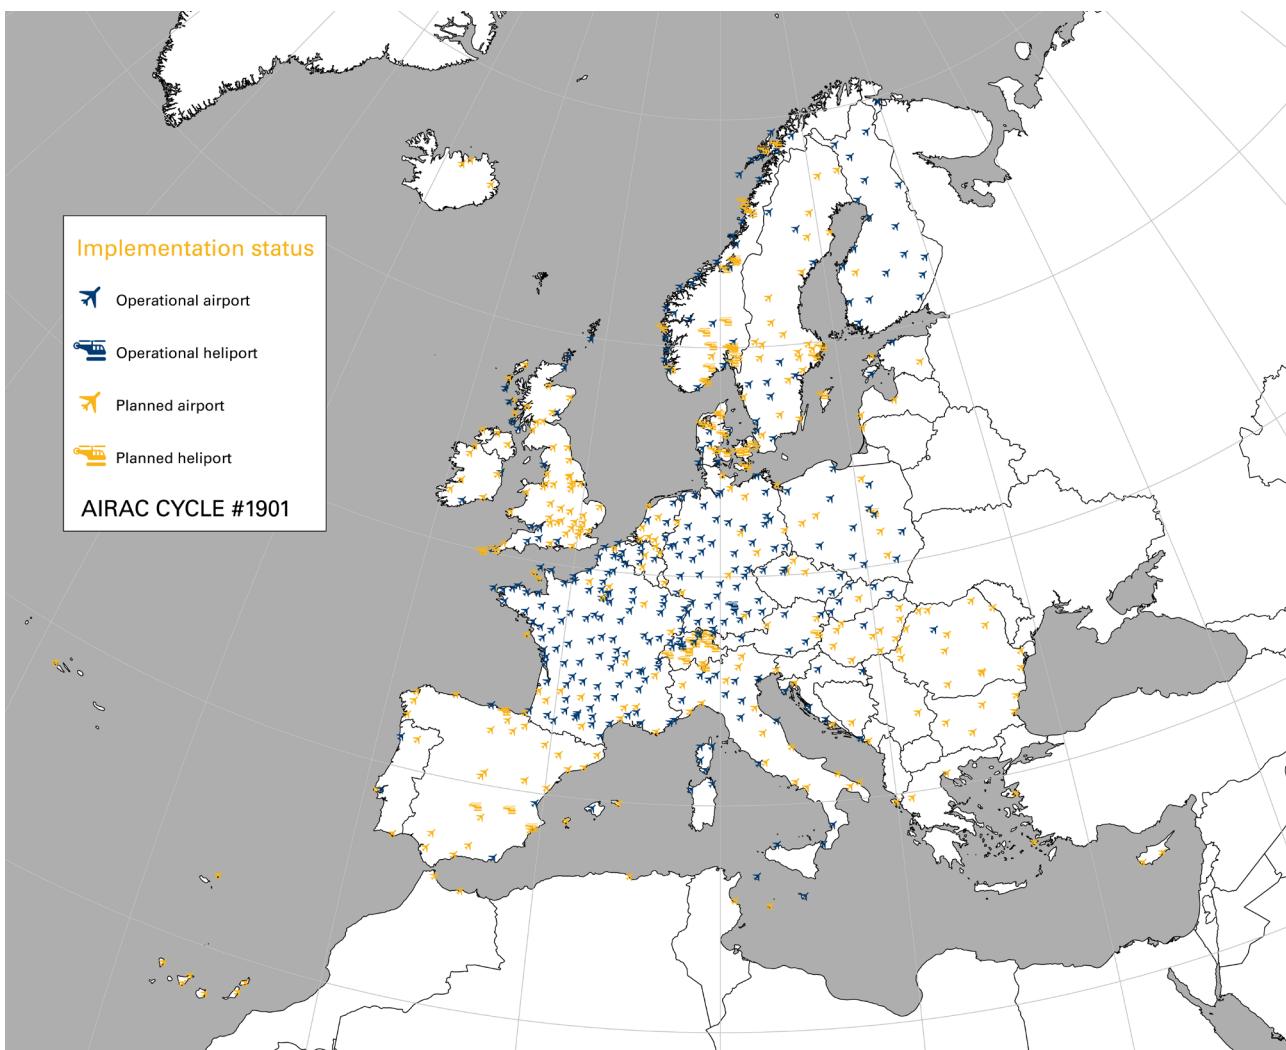 Implementation status
Operational airport
Operational heliport
Planned airport
Planned heliport
AIRAC CYCLE #1901